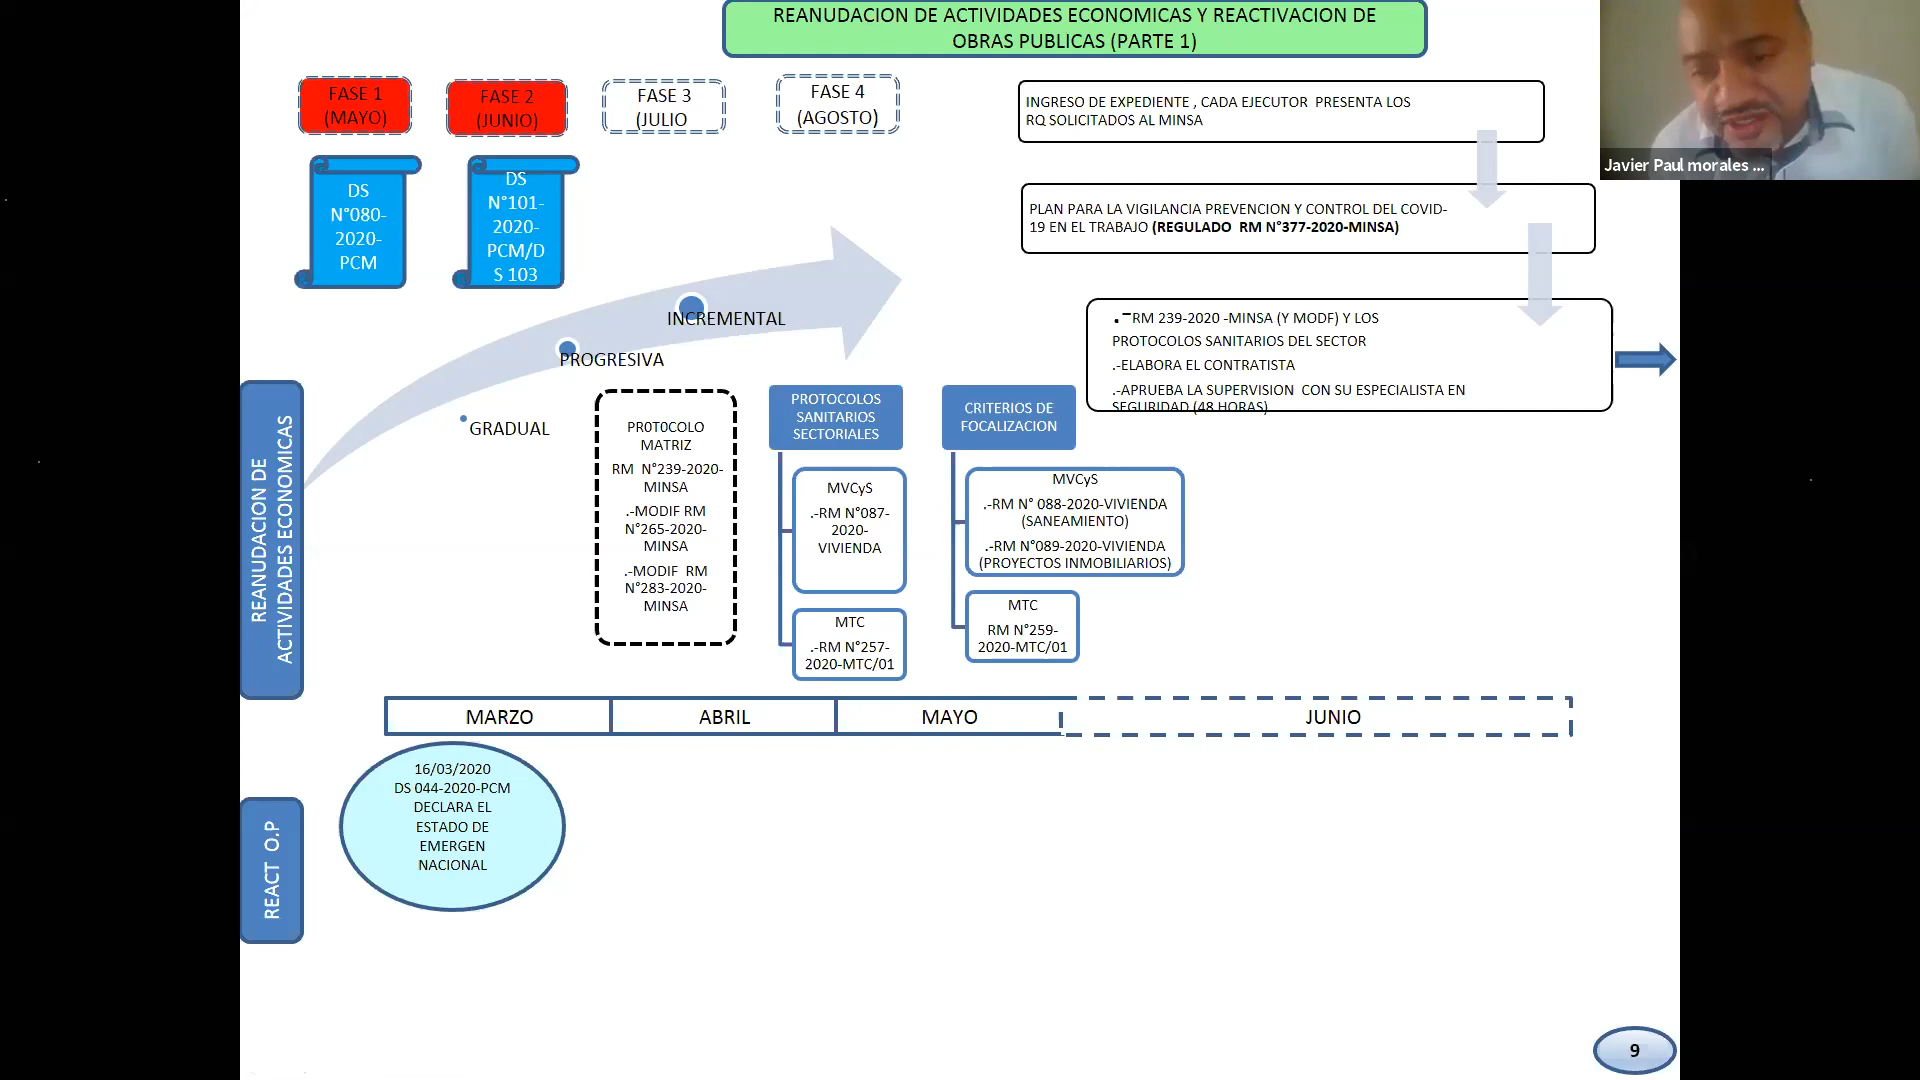 REANUDACION DE ACTIVIDADES ECONOMICAS Y REACTIVACION DE
OBRAS PUBLICAS (PARTE 1)
FASE 1
(MAYO)
FASE 2
(JUNIO)
FASE 3
(JULIO
FASE 4
(AGOSTO)
DS
N°080-
2020-
PCM
DS
N°101-
2020-
PCM/D
S 103
INGRESO DE EXPEDIENTE , CADA EJECUTOR PRESENTA LOS
RQ SOLICITADOS AL MINSA
Javier Paul morales ...
PLAN PARA LA VIGILANCIA PREVENCION Y CONTROL DEL COVID-
19 EN EL TRABAJO (REGULADO RM N°377-2020-MINSA)
.-RM 239-2020 -MINSA (Y MODF) Y LOS
PROTOCOLOS SANITARIOS DEL SECTOR
.-ELABORA EL CONTRATISTA
.-APRUEBA LA SUPERVISION CON SU ESPECIALISTA EN
SEGURIDAD (48 HORAS)
INCREMENTAL
PROGRESIVA
GRADUAL
REANUDACION DE
ACTIVIDADES ECONOMICAS
PR0T0COLO
MATRIZ
RM N°239-2020-
MINSA
.-MODIF RM
N°265-2020-
MINSA
.-MODIF RM
N°283-2020-
MINSA
PROTOCOLOS
SANITARIOS
SECTORIALES
MVCyS
.-RM N°087-
2020-
VIVIENDA
MTC
.-RM N°257-
2020-MTC/01
CRITERIOS DE
FOCALIZACION
MVCyS
.-RM N° 088-2020-VIVIENDA
(SANEAMIENTO)
.-RM N°089-2020-VIVIENDA
(PROYECTOS INMOBILIARIOS)
MTC
RM N°259-
2020-MTC/01
MARZO
ABRIL
MAYO
JUNIO
REACT O.P
16/03/2020
DS 044-2020-PCM
DECLARA EL
ESTADO DE
EMERGEN
NACIONAL
9